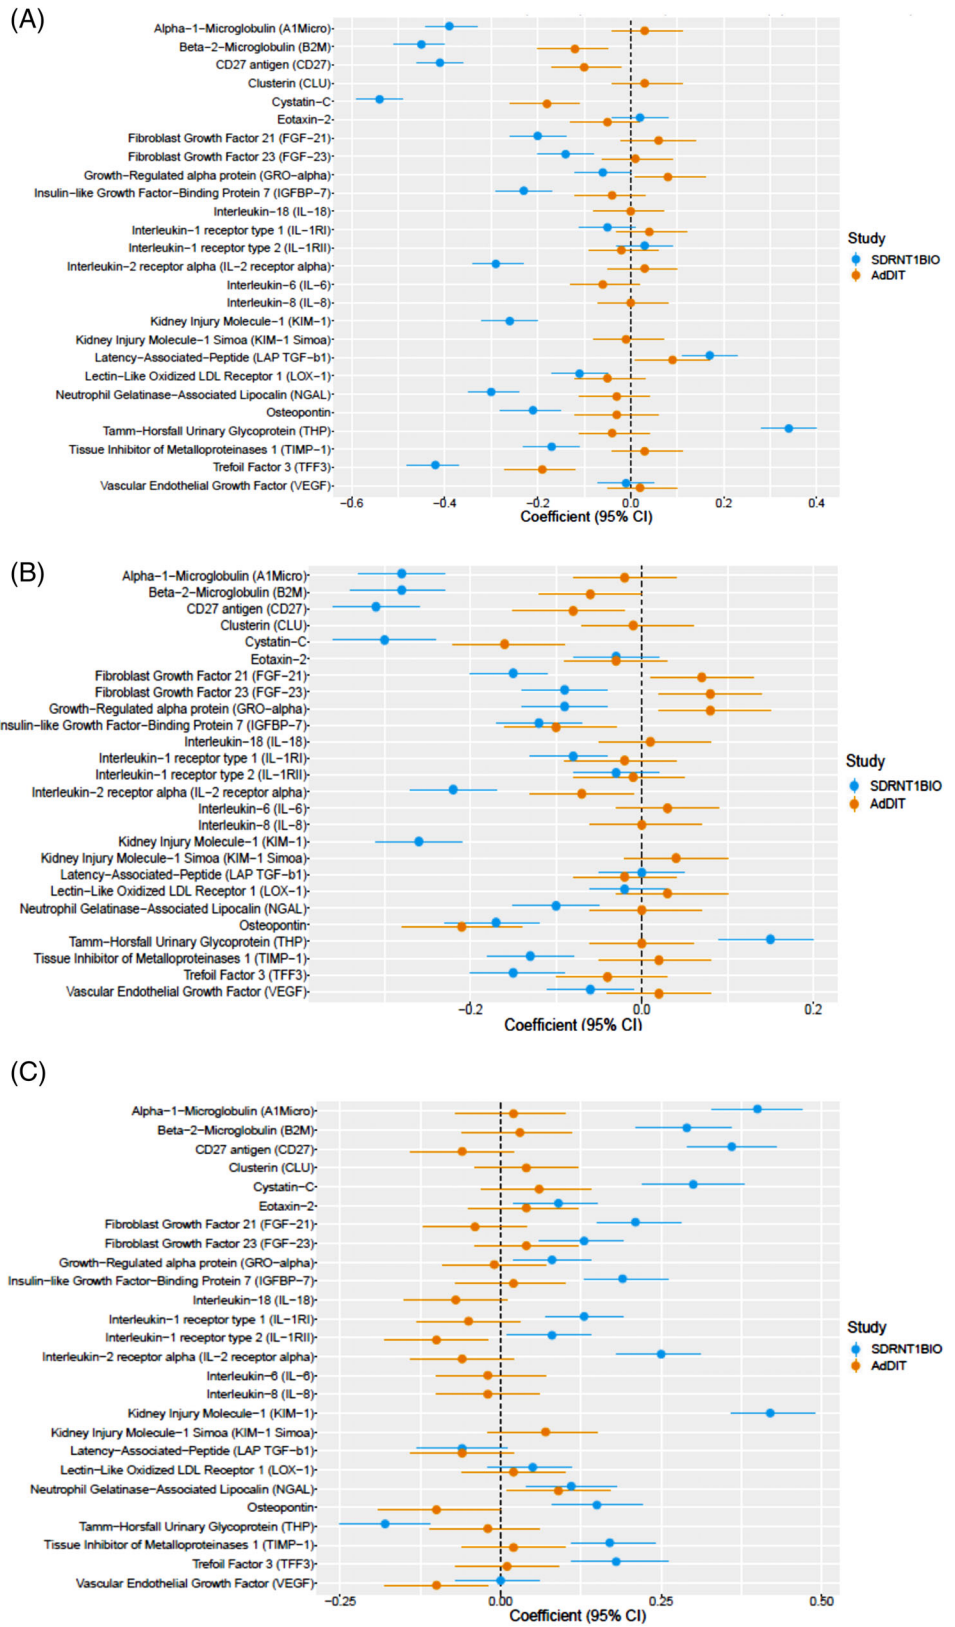 (A)
Alpha−1−Microglobulin (A1Micro)
Beta−2−Microglobulin (B2M)
CD27 antigen (CD27)
Clusterin (CLU)
Cystatin−C
Eotaxin−2
Fibroblast Growth Factor 21 (FGF−21)
Fibroblast Growth Factor 23 (FGF−23)
Growth−Regulated alpha protein (GRO−alpha)
Insulin−like Growth Factor−Binding Protein 7 (IGFBP−7)
Interleukin−18 (IL−18)
Interleukin−1 receptor type 1 (IL−1RI)
Interleukin−1 receptor type 2 (IL−1RII)
Interleukin−2 receptor alpha (IL−2 receptor alpha)
Interleukin−6 (IL−6)
Interleukin−8 (IL−8)
Kidney Injury Molecule−1 (KIM−1)
Kidney Injury Molecule−1 Simoa (KIM−1 Simoa)
Latency−Associated−Peptide (LAP TGF−b1)
Lectin−Like Oxidized LDL Receptor 1 (LOX−1)
Neutrophil Gelatinase−Associated Lipocalin (NGAL)
Osteopontin
Tamm−Horsfall Urinary Glycoprotein (THP)
Tissue Inhibitor of Metalloproteinases 1 (TIMP−1)
Trefoil Factor 3 (TFF3)
Vascular Endothelial Growth Factor (VEGF)
−0.6 −0.4 −0.2 0.0 0.2 0.4
Coefficient (95% CI)
Study
SDRNT1BIO
AdDIT
(B)
Alpha−1−Microglobulin (A1Micro)
Beta−2−Microglobulin (B2M)
CD27 antigen (CD27)
Clusterin (CLU)
Cystatin−C
Eotaxin−2
Fibroblast Growth Factor 21 (FGF−21)
Fibroblast Growth Factor 23 (FGF−23)
Growth−Regulated alpha protein (GRO−alpha)
nsulin−like Growth Factor−Binding Protein 7 (IGFBP−7)
Interleukin−18 (IL−18)
Interleukin−1 receptor type 1 (IL−1RI)
Interleukin−1 receptor type 2 (IL−1RII)
Interleukin−2 receptor alpha (IL−2 receptor alpha)
Interleukin−6 (IL−6)
Interleukin−8 (IL−8)
Kidney Injury Molecule−1 (KIM−1)
Kidney Injury Molecule−1 Simoa (KIM−1 Simoa)
Latency−Associated−Peptide (LAP TGF−b1)
Lectin−Like Oxidized LDL Receptor 1 (LOX−1)
Neutrophil Gelatinase−Associated Lipocalin (NGAL)
Osteopontin
Tamm−Horsfall Urinary Glycoprotein (THP)
Tissue Inhibitor of Metalloproteinases 1 (TIMP−1)
Trefoil Factor 3 (TFF3)
Vascular Endothelial Growth Factor (VEGF)
−0.2 0.0 0.2
Coefficient (95% CI)
Study
SDRNT1BIO
AdDIT
(C)
Alpha−1−Microglobulin (A1Micro)
Beta−2−Microglobulin (B2M)
CD27 antigen (CD27)
Clusterin (CLU)
Cystatin−C
Eotaxin−2
Fibroblast Growth Factor 21 (FGF−21)
Fibroblast Growth Factor 23 (FGF−23)
Growth−Regulated alpha protein (GRO−alpha)
Insulin−like Growth Factor−Binding Protein 7 (IGFBP−7)
Interleukin−18 (IL−18)
Interleukin−1 receptor type 1 (IL−1RI)
Interleukin−1 receptor type 2 (IL−1RII)
Interleukin−2 receptor alpha (IL−2 receptor alpha)
Interleukin−6 (IL−6)
Interleukin−8 (IL−8)
Kidney Injury Molecule−1 (KIM−1)
Kidney Injury Molecule−1 Simoa (KIM−1 Simoa)
Latency−Associated−Peptide (LAP TGF−b1)
Lectin−Like Oxidized LDL Receptor 1 (LOX−1)
Neutrophil Gelatinase−Associated Lipocalin (NGAL)
Osteopontin
Tamm−Horsfall Urinary Glycoprotein (THP)
Tissue Inhibitor of Metalloproteinases 1 (TIMP−1)
Trefoil Factor 3 (TFF3)
Vascular Endothelial Growth Factor (VEGF)
−0.25 0.00 0.25 0.50
Coefficient (95% CI)
Study
SDRNT1BIO
AdDIT